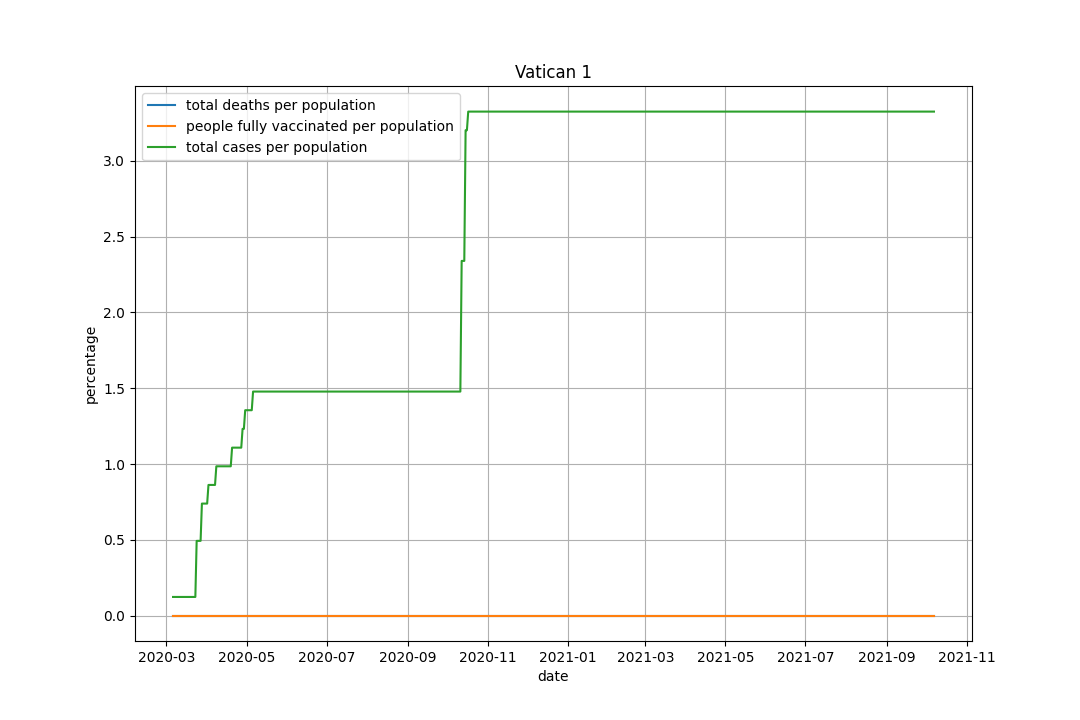 Vatican 1
total deaths per population
people fully vaccinated per population
total cases per population
percentage
3.0
2.5
2.0
1.5
1.0
0.5
0.0
2020-03 2020-05 2020-07 2020-09 2020-11 2021-01 2021-03 2021-05 2021-07 2021-09 2021-11
date